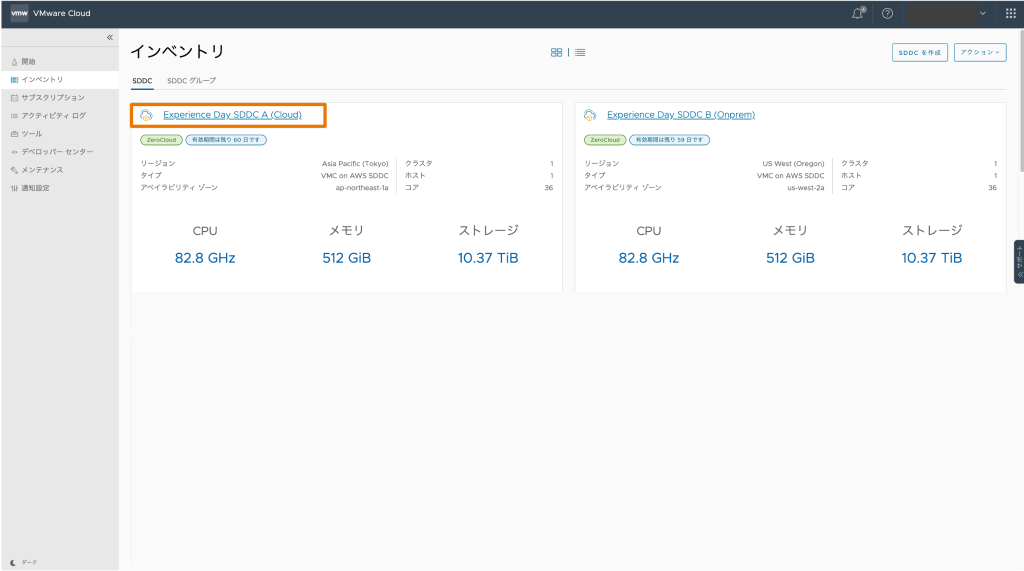 vmw VMware Cloud
開始
インベントリ
サブスクリプション
アクティビティ ログ
ツール
デベロッパー センター
メンテナンス
通知設定
ダーク
インベントリ
SDDC を作成
アクション
SDDC
SDDC グループ
Experience Day SDDC A (Cloud)
ZeroCloud
有効期間は残り 60 日です
リージョン Asia Pacific (Tokyo)
タイプ VMC on AWS SDDC
アベイラビリティ ゾーン ap-northeast-1a
クラスタ 1
ホスト 1
コア 36
CPU メモリ ストレージ
82.8 GHz 512 GiB 10.37 TiB
Experience Day SDDC B (Onprem)
ZeroCloud
有効期間は残り 59 日です
リージョン US West (Oregon)
タイプ VMC on AWS SDDC
アベイラビリティ ゾーン us-west-2a
クラスタ 1
ホスト 1
コア 36
CPU メモリ ストレージ
82.8 GHz 512 GiB 10.37 TiB
サポート